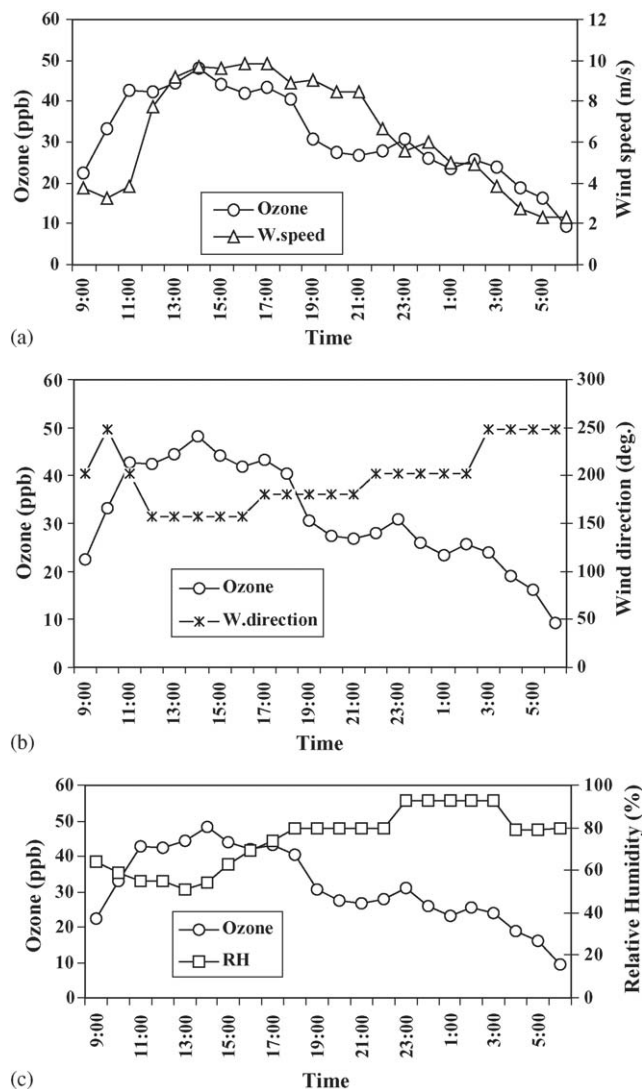 60 12
50 10
40 8
30 6
20 4
10 2
0 0
Ozone (ppb)
Wind speed (m/s)
Ozone
W.speed
9:00 11:00 13:00 15:00 17:00 19:00 21:00 23:00 1:00 3:00 5:00
Time
(a)
60 300
50 250
40 200
30 150
20 100
10 50
0 0
Ozone (ppb)
Wind direction (deg.)
Ozone
W.direction
9:00 11:00 13:00 15:00 17:00 19:00 21:00 23:00 1:00 3:00 5:00
Time
(b)
60 100
50 80
40 60
30 40
20 20
10 0
0
Ozone (ppb)
Relative Humidity (%)
Ozone
RH
9:00 11:00 13:00 15:00 17:00 19:00 21:00 23:00 1:00 3:00 5:00
Time
(c)